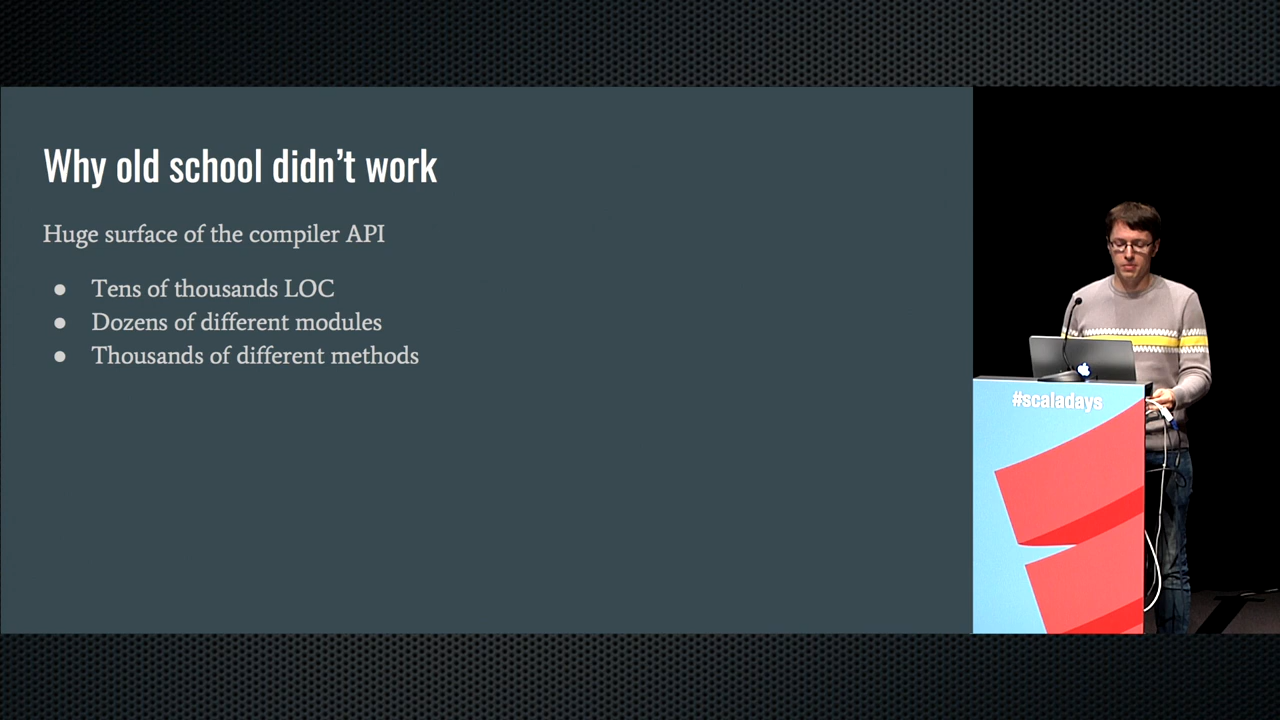 Why old school didn’t work
Huge surface of the compiler API
● Tens of thousands LOC
● Dozens of different modules
● Thousands of different methods
#scaladays